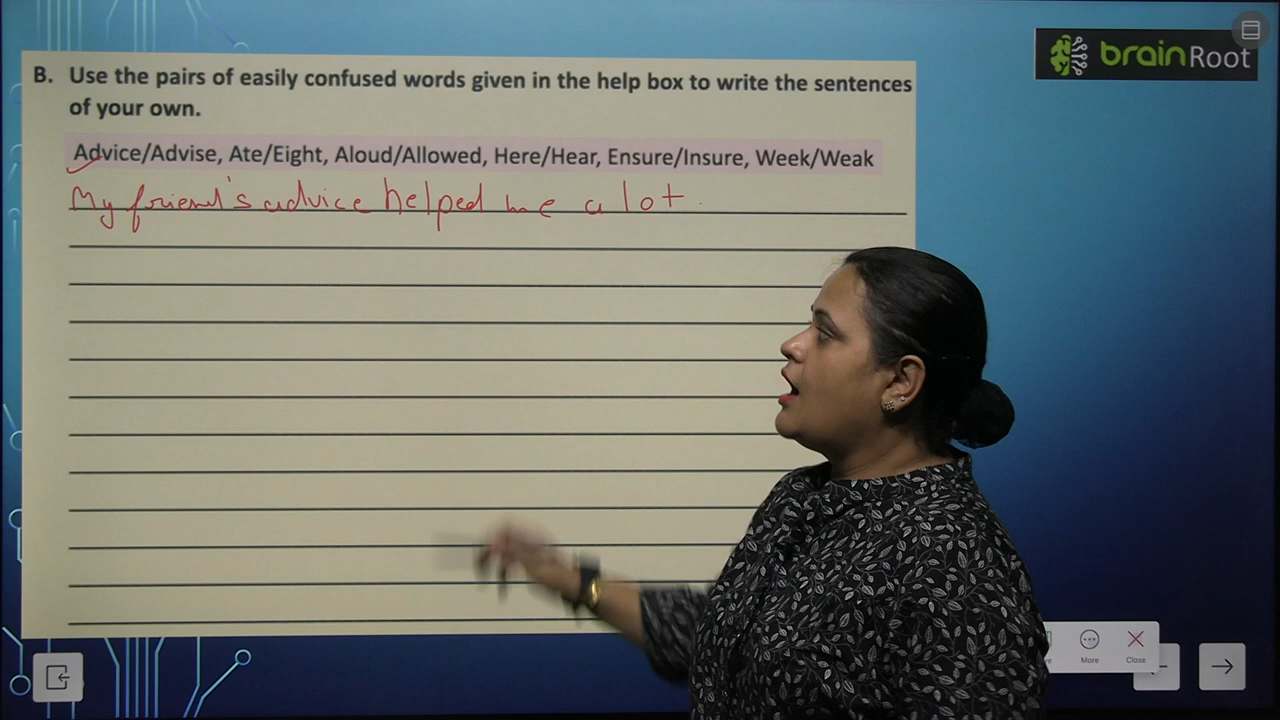 brainRoot
B. Use the pairs of easily confused words given in the help box to write the sentences
of your own.
Advice/Advise, Ate/Eight, Aloud/Allowed, Here/Hear, Ensure/Insure, Week/Weak
My friend's advice helped me a lot.
More
Close